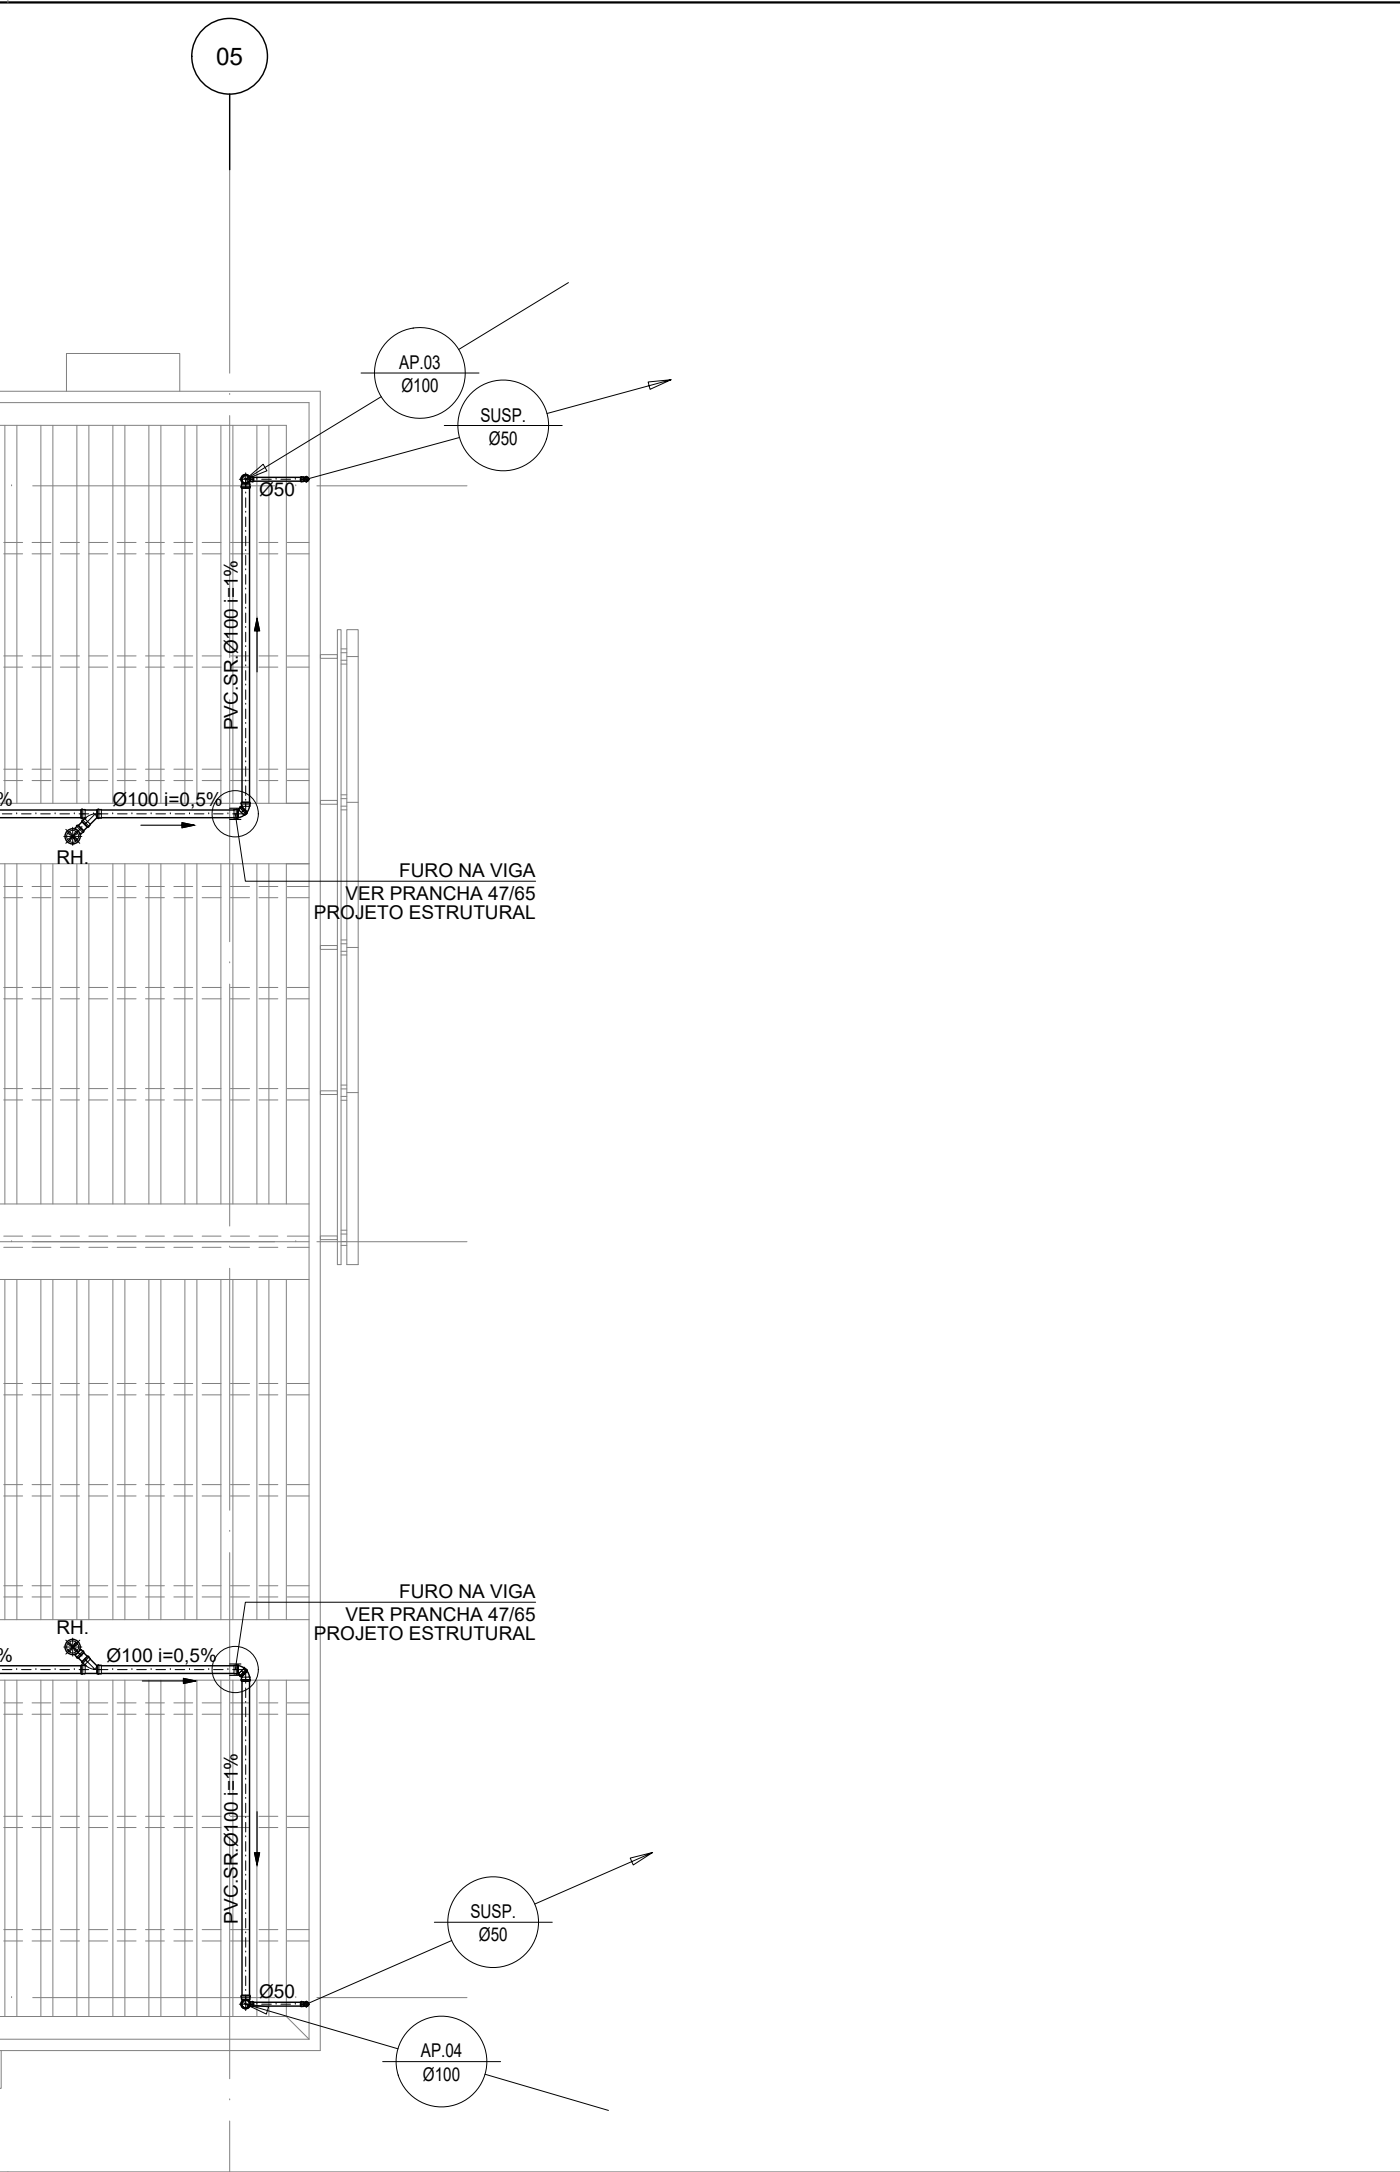 05
AP.03
Ø100
SUSP.
Ø50
Ø50
PVC.SR.Ø100 i=1%
%
Ø100 i=0,5%
RH.
FURO NA VIGA
VER PRANCHA 47/65
PROJETO ESTRUTURAL
FURO NA VIGA
VER PRANCHA 47/65
PROJETO ESTRUTURAL
RH.
%
Ø100 i=0,5%
PVC.SR.Ø100 i=1%
SUSP.
Ø50
Ø50
AP.04
Ø100